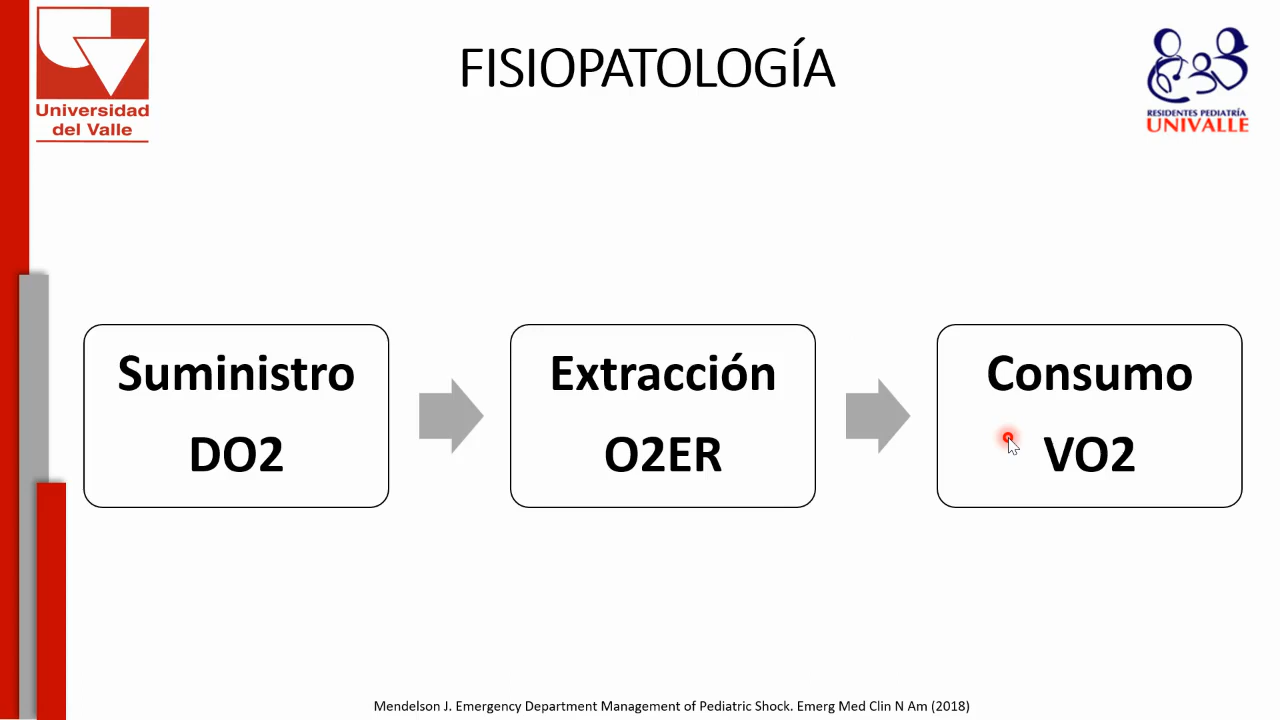 Universidad
del Valle
FISIOPATOLOGÍA
RESIDENTES PEDIATRÍA
UNIVALLE
Suministro
DO2
Extracción
O2ER
Consumo
VO2
Mendelson J. Emergency Department Management of Pediatric Shock. Emerg Med Clin N Am (2018)